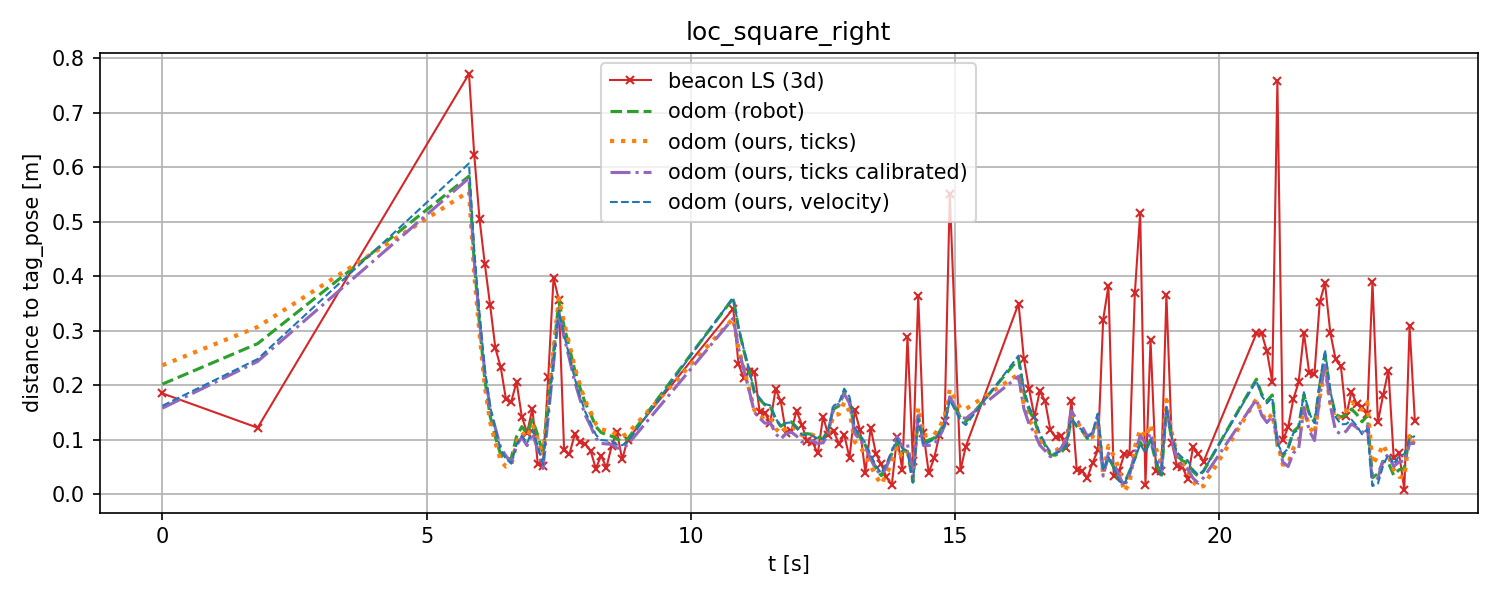 loc_square_right
distance to tag_pose [m]
0.8
0.7
0.6
0.5
0.4
0.3
0.2
0.1
0.0
beacon LS (3d)
odom (robot)
odom (ours, ticks)
odom (ours, ticks calibrated)
odom (ours, velocity)
0
5
10
15
20
t [s]